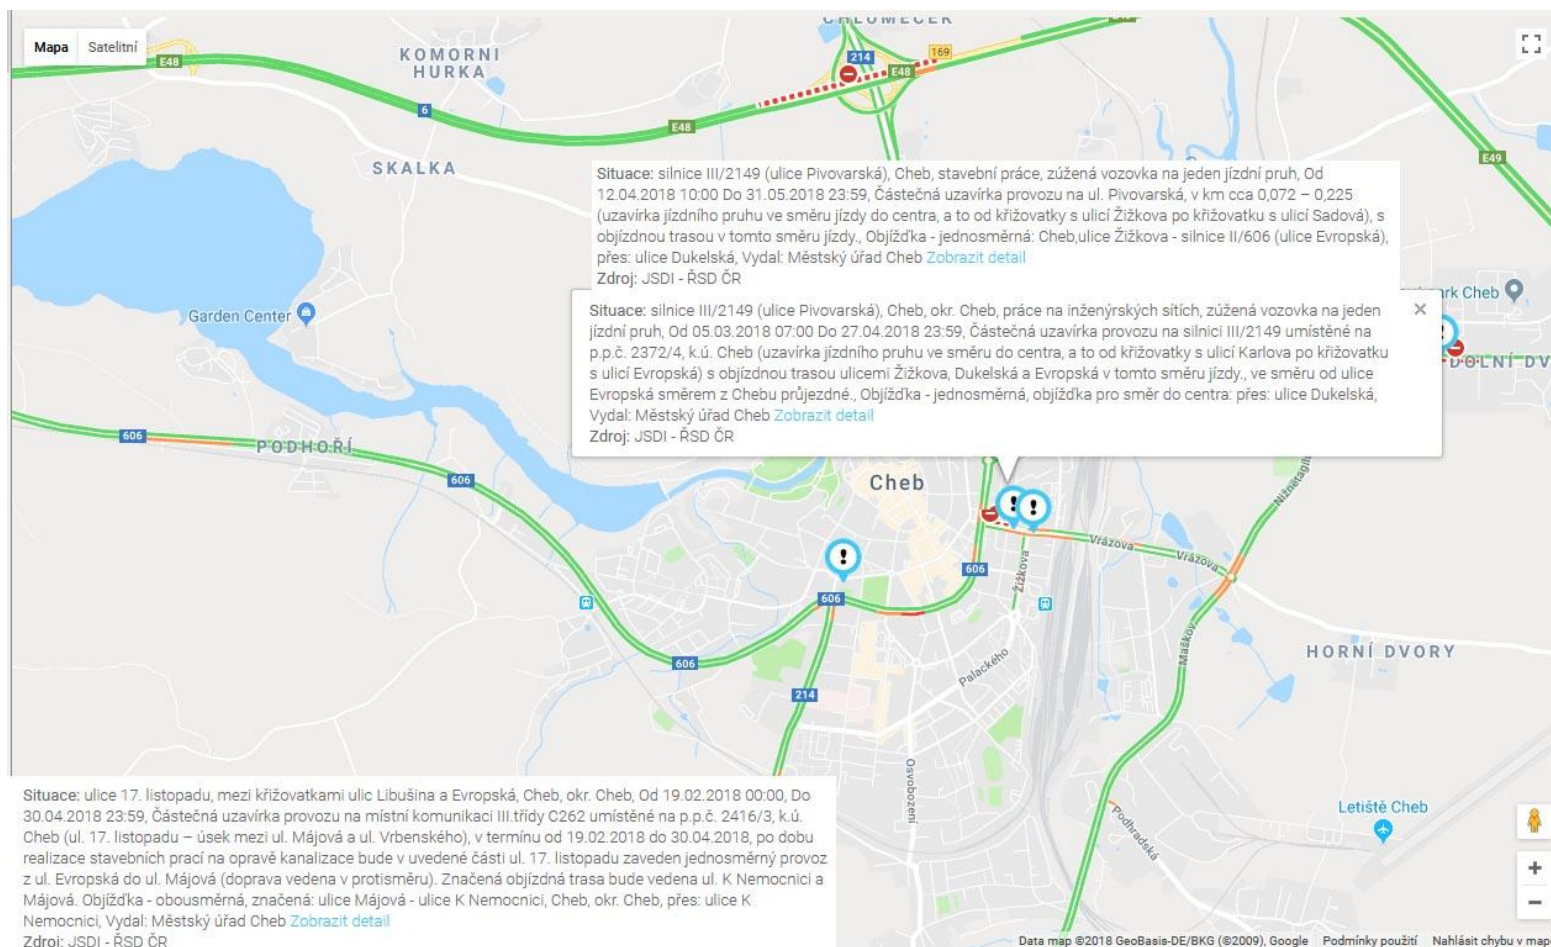 CHLUMEČEK
Mapa
Satelitní
KOMORNI
HURKA
214
169
E48
E48
6
E48
SKALKA
E49
Situace: silnice III/2149 (ulice Pivovarská), Cheb, stavební práce, zúžená vozovka na jeden jízdní pruh, Od
12.04.2018 10:00 Do 31.05.2018 23:59, Částečná uzavírka provozu na ul. Pivovarská, v km cca 0,072 – 0,225
(uzavírka jízdního pruhu ve směru jízdy do centra, a to od křižovatky s ulicí Žižkova po křižovatku s ulicí Sadová), s
objízdnou trasou v tomto směru jízdy., Objížďka - jednosměrná: Cheb,ulice Žižkova - silnice II/606 (ulice Evropská),
přes: ulice Dukelská, Vydal: Městský úřad Cheb Zobrazit detail
Zdroj: JSDI - ŘSD ČR
Garden Center
Situace: silnice III/2149 (ulice Pivovarská), Cheb, okr. Cheb, práce na inženýrských sítích, zúžená vozovka na jeden
jízdní pruh, Od 05.03.2018 07:00 Do 27.04.2018 23:59, Částečná uzavírka provozu na silnici III/2149 umístěné na
p.p.č. 2372/4, k.ú. Cheb (uzavírka jízdního pruhu ve směru do centra, a to od křižovatky s ulicí Karlova po křižovatku
s ulicí Evropská) s objízdnou trasou ulicemi Žižkova, Dukelská a Evropská v tomto směru jízdy., ve směru od ulice
Evropská směrem z Chebu průjezdné., Objížďka - jednosměrná, objížďka pro směr do centra: přes: ulice Dukelská,
Vydal: Městský úřad Cheb Zobrazit detail
Zdroj: JSDI - ŘSD ČR
rk Cheb
DOLNÍ DV
606
PODHOŘÍ
606
Cheb
Vrázova
Vrázova
Žižkova
606
606
606
Palackého
Maškov
HORNÍ DVORY
214
Osvobození
Podhradská
Letiště Cheb
Situace: ulice 17. listopadu, mezi křižovatkami ulic Libušina a Evropská, Cheb, okr. Cheb, Od 19.02.2018 00:00, Do
30.04.2018 23:59, Částečná uzavírka provozu na místní komunikaci III.třídy C262 umístěné na p.p.č. 2416/3, k.ú.
Cheb (ul. 17. listopadu – úsek mezi ul. Májová a ul. Vrbenského), v termínu od 19.02.2018 do 30.04.2018, po dobu
realizace stavebních prací na opravě kanalizace bude v uvedené části ul. 17. listopadu zaveden jednosměrný provoz
z ul. Evropská do ul. Májová (doprava vedena v protisměru). Značená objízdná trasa bude vedena ul. K Nemocnici a
Májová. Objížďka - obousměrná, značená: ulice Májová - ulice K Nemocnici, Cheb, okr. Cheb, přes: ulice K
Nemocnici, Vydal: Městský úřad Cheb Zobrazit detail
Zdroj: JSDI - ŘSD ČR
Data map ©2018 GeoBasis-DE/BKG (©2009), Google
Podmínky použití
Nahlásit chybu v map